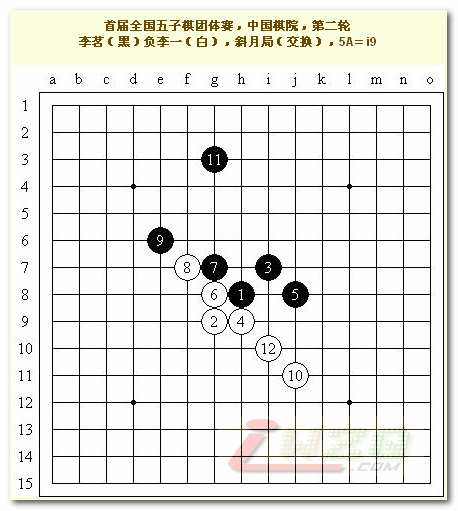 首届全国五子棋团体赛，中国棋院，第二轮
李茗（黑）负李一（白），斜月局（交换），5A＝i9
a b c d e f g h i j k l m n o
1
2
3 11
4
5
6 9
7 8 7 3
8 6 1 5
9 2 4
10 12
11 10
12
13
14
15
.COM